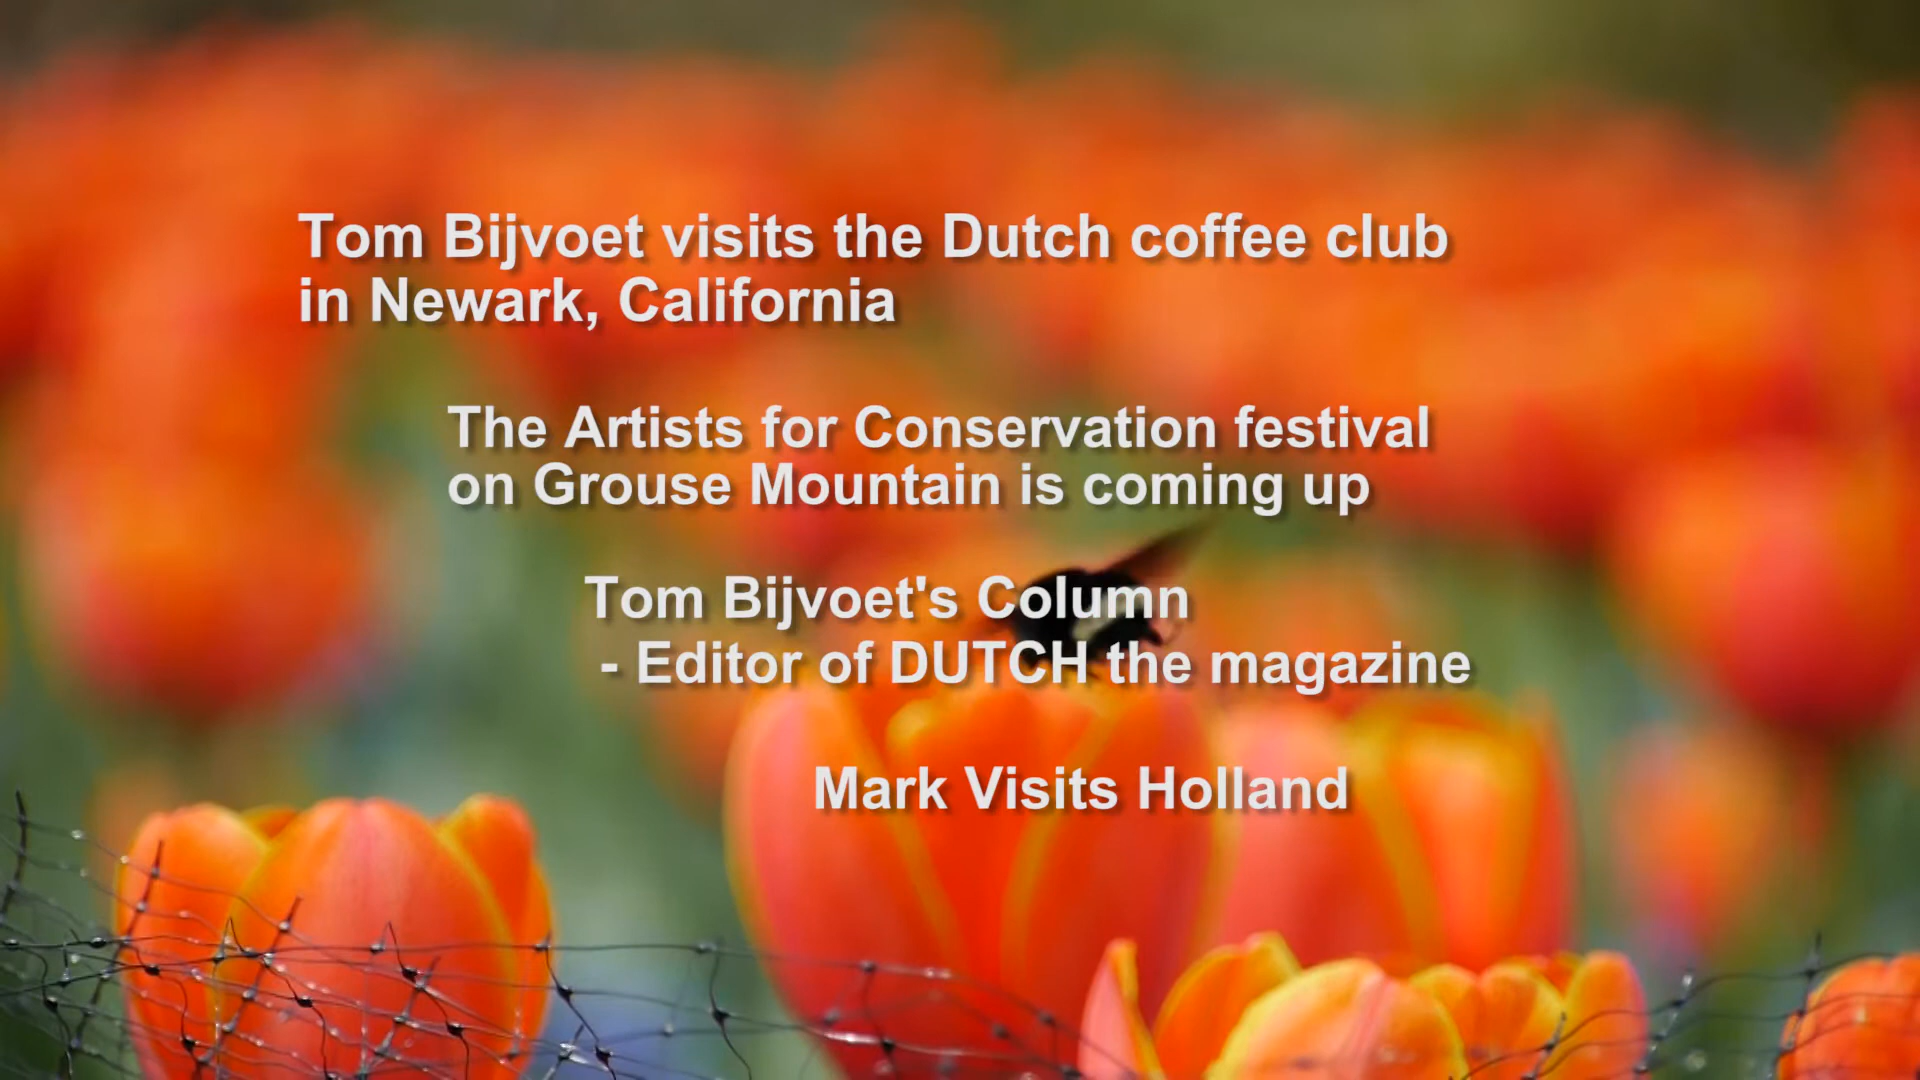 Tom Bijvoet visits the Dutch coffee club
in Newark, California
The Artists for Conservation festival
on Grouse Mountain is coming up
Tom Bijvoet's Column
- Editor of DUTCH the magazine
Mark Visits Holland